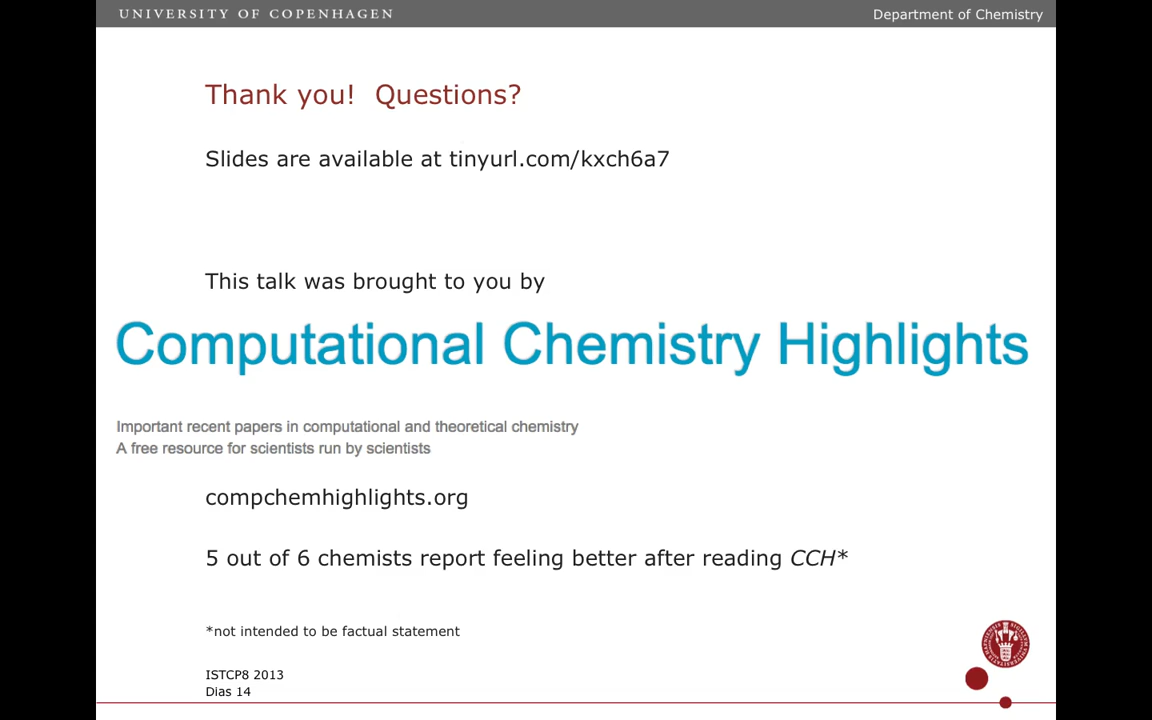 UNIVERSITY OF COPENHAGEN
Department of Chemistry
Thank you!  Questions?
Slides are available at tinyurl.com/kxch6a7
This talk was brought to you by
Computational Chemistry Highlights
Important recent papers in computational and theoretical chemistry
A free resource for scientists run by scientists
compchemhighlights.org
5 out of 6 chemists report feeling better after reading CCH*
*not intended to be factual statement
ISTCP8 2013
Dias 14